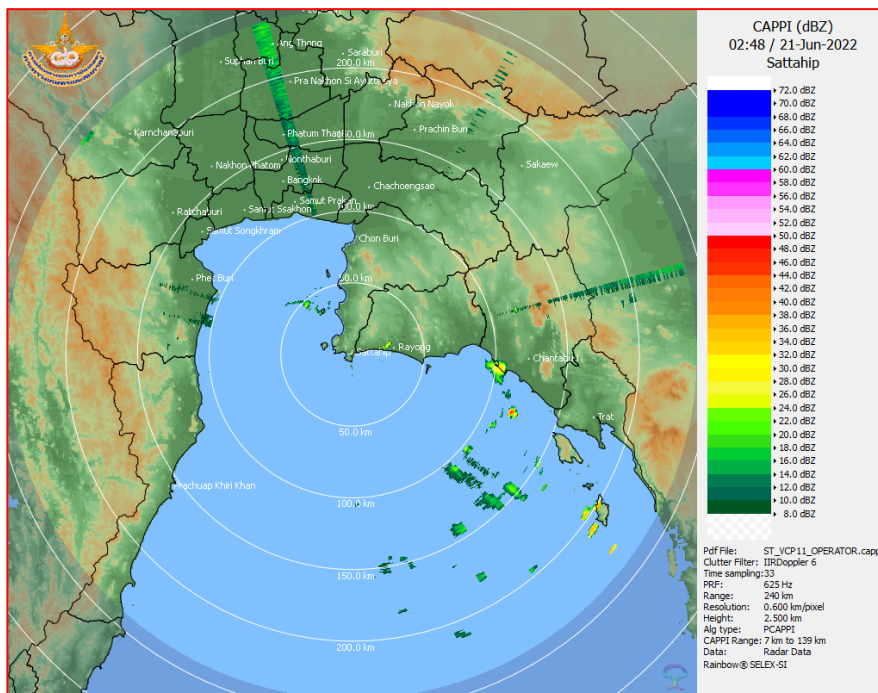 CAPPI (dBZ)
02:48 / 21-Jun-2022
Sattahip
72.0 dBZ
70.0 dBZ
68.0 dBZ
66.0 dBZ
64.0 dBZ
62.0 dBZ
60.0 dBZ
58.0 dBZ
56.0 dBZ
54.0 dBZ
52.0 dBZ
50.0 dBZ
48.0 dBZ
46.0 dBZ
44.0 dBZ
42.0 dBZ
40.0 dBZ
38.0 dBZ
36.0 dBZ
34.0 dBZ
32.0 dBZ
30.0 dBZ
28.0 dBZ
26.0 dBZ
24.0 dBZ
22.0 dBZ
20.0 dBZ
18.0 dBZ
16.0 dBZ
14.0 dBZ
12.0 dBZ
10.0 dBZ
8.0 dBZ
Pdf File: ST_VCP11_OPERATOR.capp
Clutter Filter: IIRDoppler 6
Time sampling:33
PRF: 625 Hz
Range: 240 km
Resolution: 0.600 km/pixel
Height: 2.500 km
Alg type: PCAPPI
CAPPI Range: 7 km to 139 km
Data: Radar Data
Rainbow® SELEX-SI
Ang Thong
Saraburi
Suphan Buri
200.0 km
Pra Nakhon Si Ayutthaya
Nakhon Nayok
Karnchanaburi
Phatum Thani
150.0 km
Prachin Buri
Nonthaburi
Nakhon Phatom
Sakaew
Bangkok
Chachoengsao
Samut Prakan
Ratchaburi
Samut Ssakhon
100.0 km
Samut Songkhram
Chon Buri
Phet Buri
50.0 km
Sattahip
Rayong
Chantaburi
Trat
50.0 km
Prachuap Khiri Khan
100.0 km
150.0 km
200.0 km